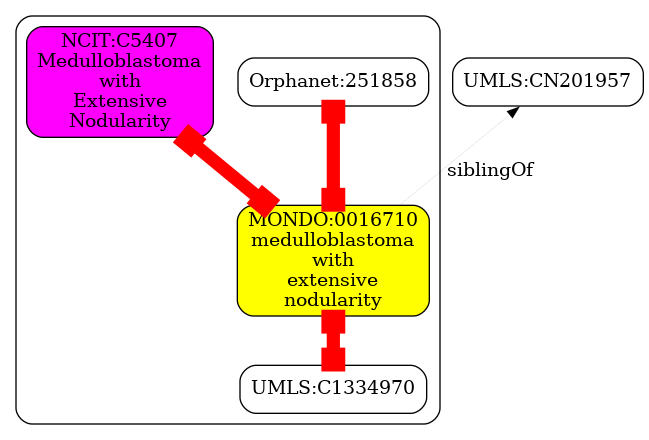 NCIT:C5407
Medulloblastoma
with
Extensive
Nodularity
Orphanet:251858
UMLS:CN201957
siblingOf
MONDO:0016710
medulloblastoma
with
extensive
nodularity
UMLS:C1334970